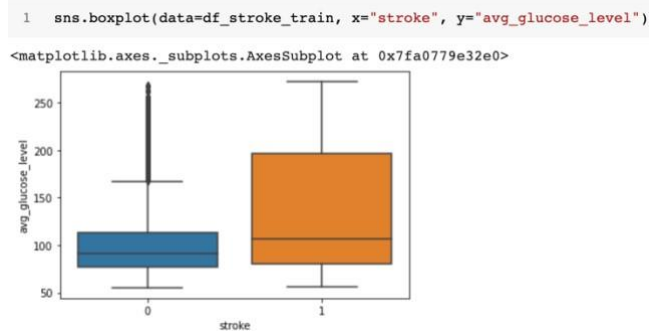 1 sns.boxplot(data=df_stroke_train, x="stroke", y="avg_glucose_level")
<matplotlib.axes._subplots.AxesSubplot at 0x7fa0779e32e0>
250
200
150
100
50
avg_glucose_level
0 1
stroke